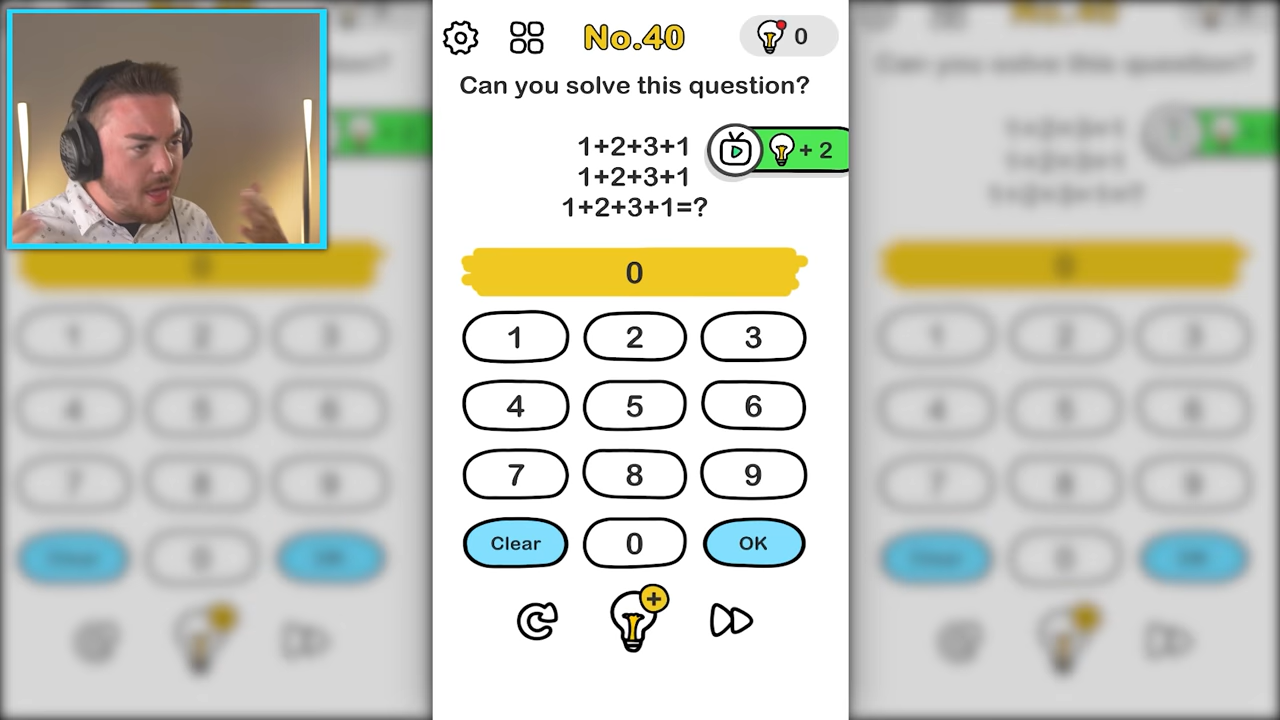 No.40
0
Can you solve this question?
1+2+3+1
+ 2
1+2+3+1
1+2+3+1=?
0
1 2 3
4 5 6
7 8 9
Clear 0 OK
+